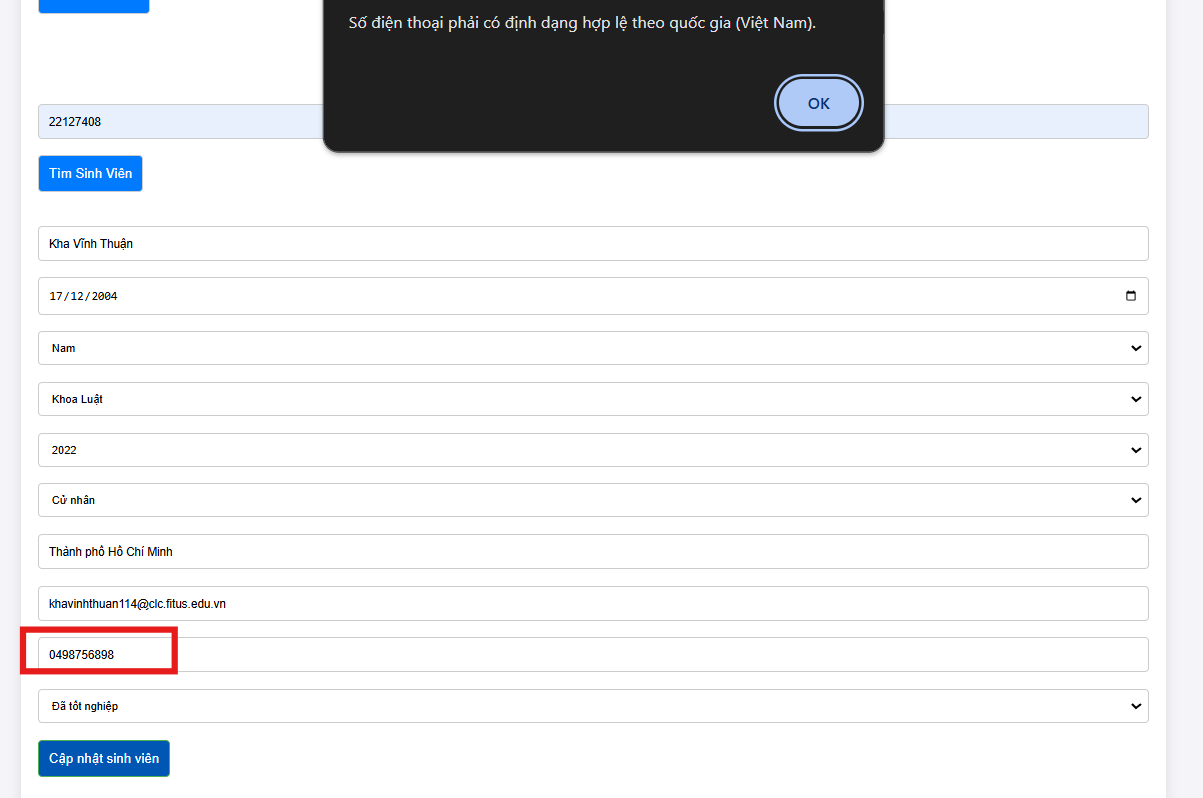 Số điện thoại phải có định dạng hợp lệ theo quốc gia (Việt Nam).
OK
22127408
Tìm Sinh Viên
Kha Vĩnh Thuận
17/12/2004
Nam
Khoa Luật
2022
Cử nhân
Thành phố Hồ Chí Minh
khavinhthuan114@clc.fitus.edu.vn
0498756898
Đã tốt nghiệp
Cập nhật sinh viên